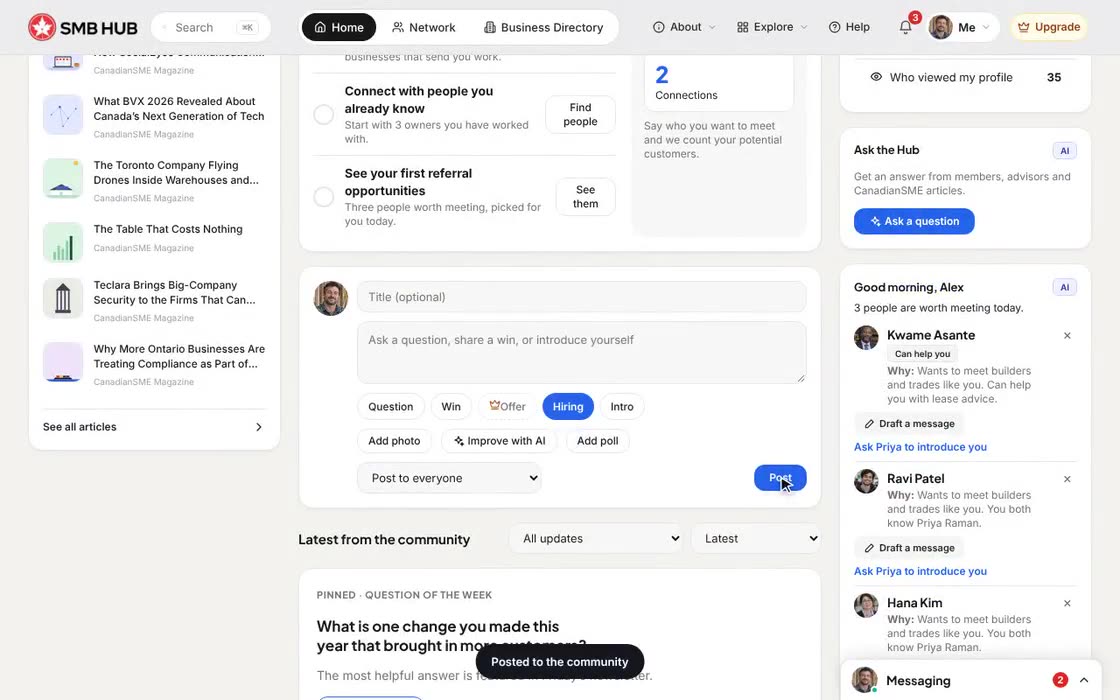 SMB HUB
Search
⌘K
Home
Network
Business Directory
About
Explore
Help
3
Me
Upgrade
CanadianSME Magazine
What BVX 2026 Revealed About
Canada's Next Generation of Tech
CanadianSME Magazine
The Toronto Company Flying
Drones Inside Warehouses and...
CanadianSME Magazine
The Table That Costs Nothing
CanadianSME Magazine
Teclara Brings Big-Company
Security to the Firms That Can...
CanadianSME Magazine
Why More Ontario Businesses Are
Treating Compliance as Part of...
CanadianSME Magazine
See all articles
businesses that send you work.
Connect with people you
already know
Start with 3 owners you have worked
with.
Find
people
See your first referral
opportunities
Three people worth meeting, picked for
you today.
See
them
2
Connections
Say who you want to meet
and we count your potential
customers.
Title (optional)
Ask a question, share a win, or introduce yourself
Question
Win
Offer
Hiring
Intro
Add photo
Improve with AI
Add poll
Post to everyone
Post
Latest from the community
All updates
Latest
PINNED · QUESTION OF THE WEEK
What is one change you made this
year that brought in more customers?
The most helpful answer is
Posted to the community
Who viewed my profile
35
Ask the Hub
AI
Get an answer from members, advisors and
CanadianSME articles.
Ask a question
Good morning, Alex
AI
3 people are worth meeting today.
Kwame Asante
Can help you
Why: Wants to meet builders
and trades like you. Can help
you with lease advice.
Draft a message
Ask Priya to introduce you
Ravi Patel
Why: Wants to meet builders
and trades like you. You both
know Priya Raman.
Draft a message
Ask Priya to introduce you
Hana Kim
Why: Wants to meet builders
and trades like you. You both
know Priya Raman.
Messaging
2